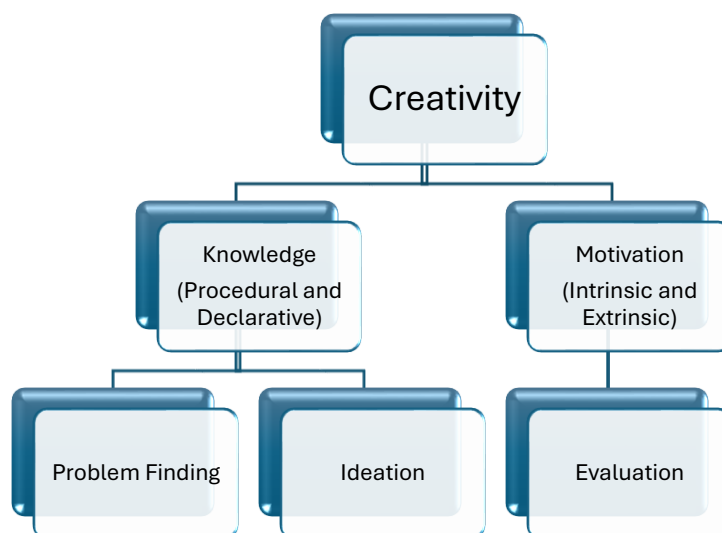 Creativity
Knowledge
(Procedural and
Declarative)
Motivation
(Intrinsic and
Extrinsic)
Problem Finding
Ideation
Evaluation